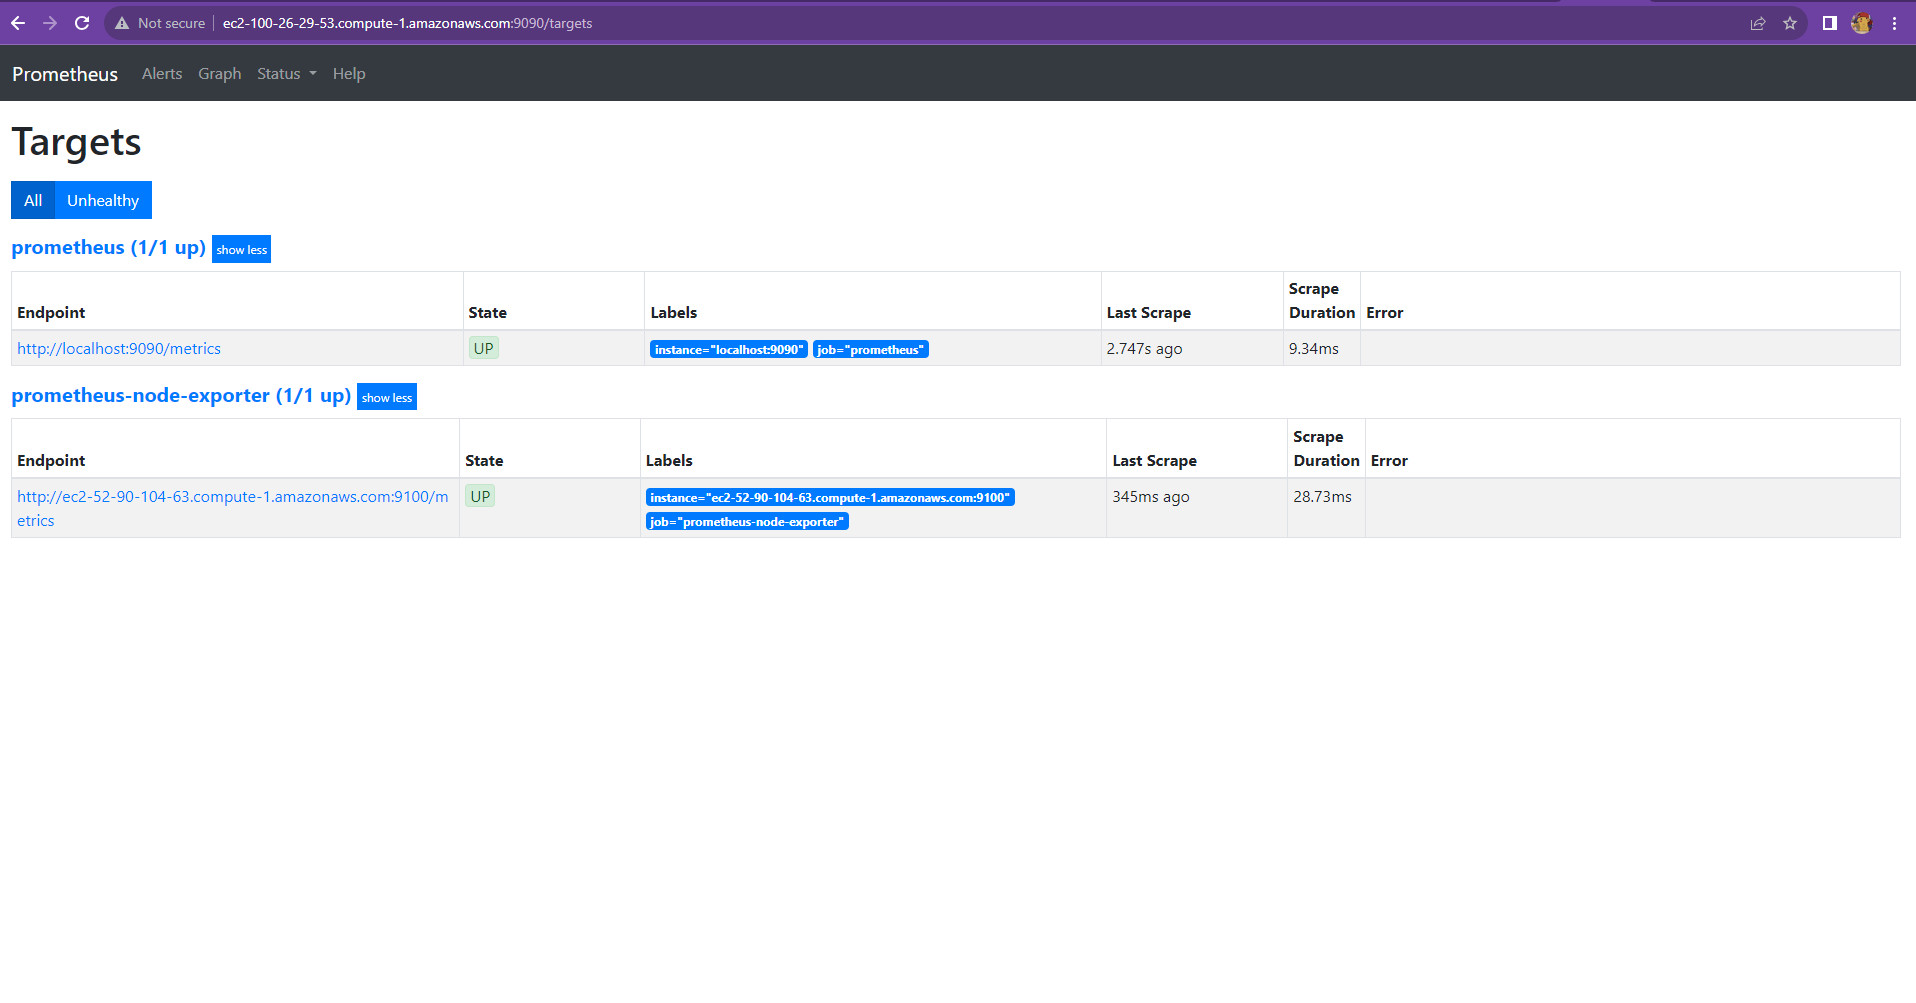 Not secure ec2-100-26-29-53.compute-1.amazonaws.com:9090/targets
Prometheus Alerts Graph Status Help
Targets
All Unhealthy
prometheus (1/1 up) show less
Endpoint State Labels Last Scrape Scrape Duration Error
http://localhost:9090/metrics UP instance="localhost:9090" job="prometheus" 2.747s ago 9.34ms
prometheus-node-exporter (1/1 up) show less
Endpoint State Labels Last Scrape Scrape Duration Error
http://ec2-52-90-104-63.compute-1.amazonaws.com:9100/m UP instance="ec2-52-90-104-63.compute-1.amazonaws.com:9100" 345ms ago 28.73ms
etrics job="prometheus-node-exporter"